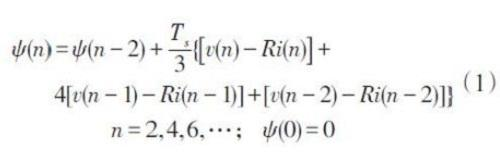 ψ(n)=ψ(n−2)+T_s/3{[v(n)−Ri(n)]+
4[v(n−1)−Ri(n−1)]+[v(n−2)−Ri(n−2)]} (1)
n=2,4,6,⋯; ψ(0)=0